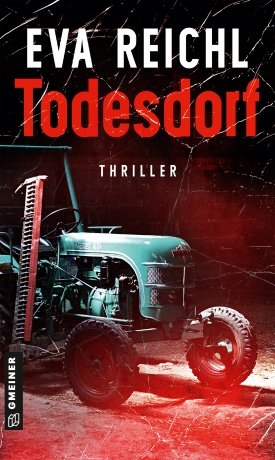 EVA REICHL
Todesdorf
THRILLER
GMEINER